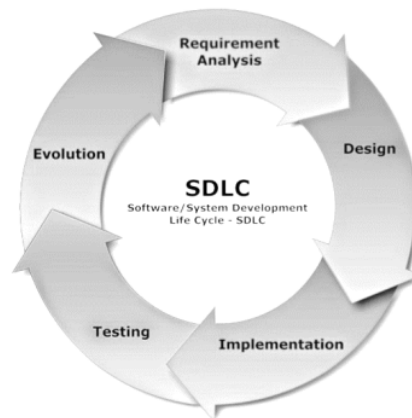 Requirement
Analysis
Design
Implementation
Testing
Evolution
SDLC
Software/System Development
Life Cycle - SDLC